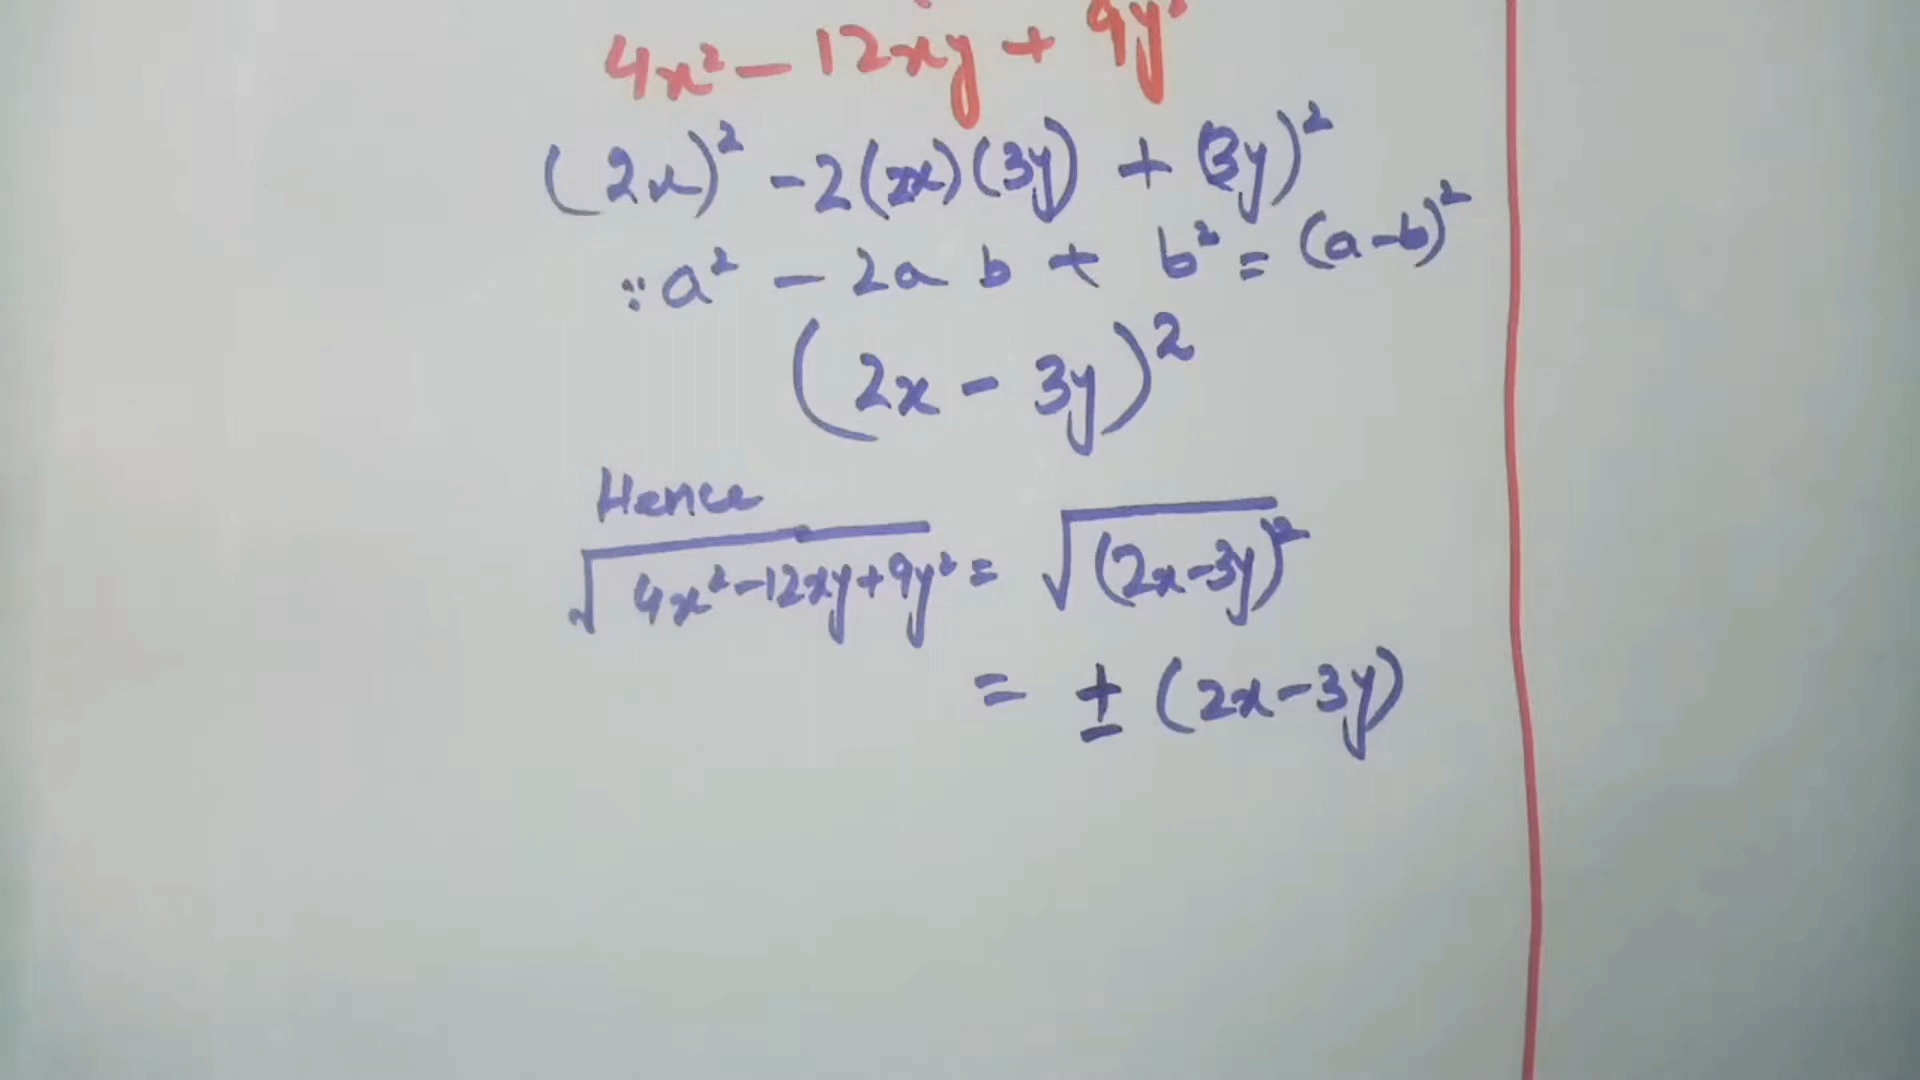 4x² - 12xy + 9y²
(2x)² - 2(2x)(3y) + (3y)²
∵ a² - 2ab + b² = (a-b)²
(2x - 3y)²
Hence
√(4x²-12xy+9y²) = √(2x-3y)²
= ± (2x-3y)